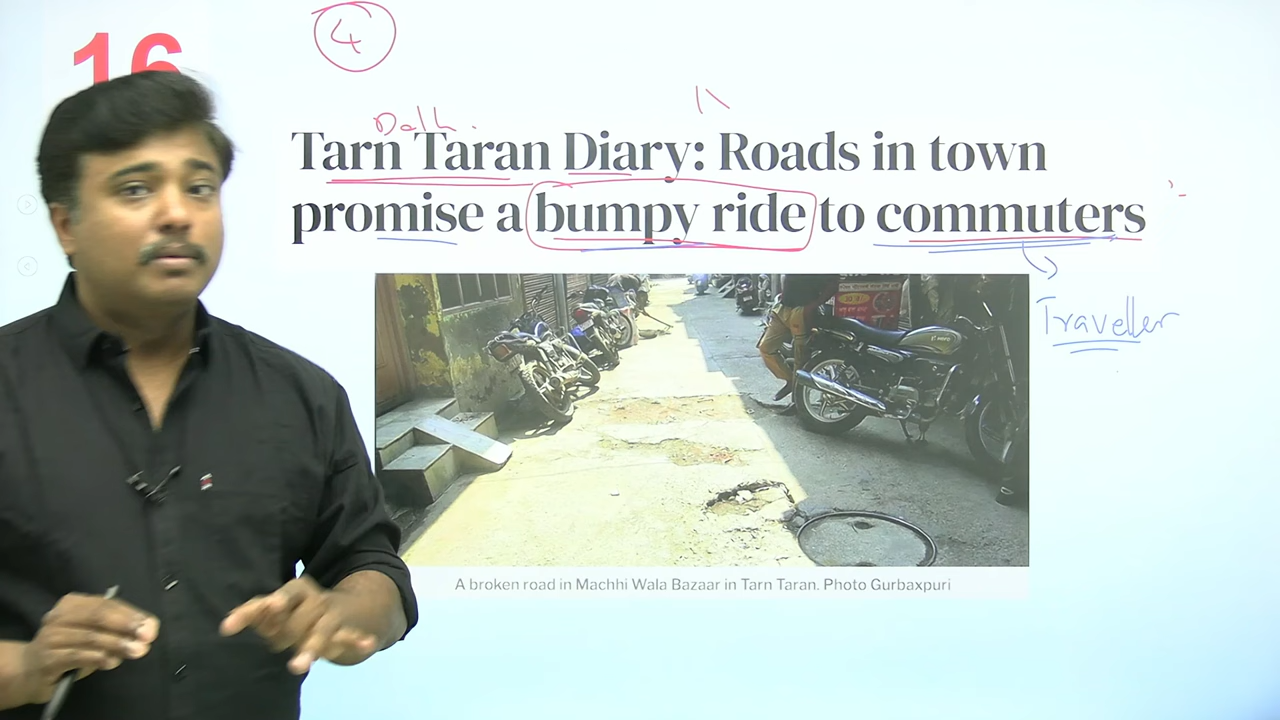 16
4
Delh.
Tarn Taran Diary: Roads in town
promise a bumpy ride to commuters
Traveller
A broken road in Machhi Wala Bazaar in Tarn Taran. Photo Gurbaxpuri